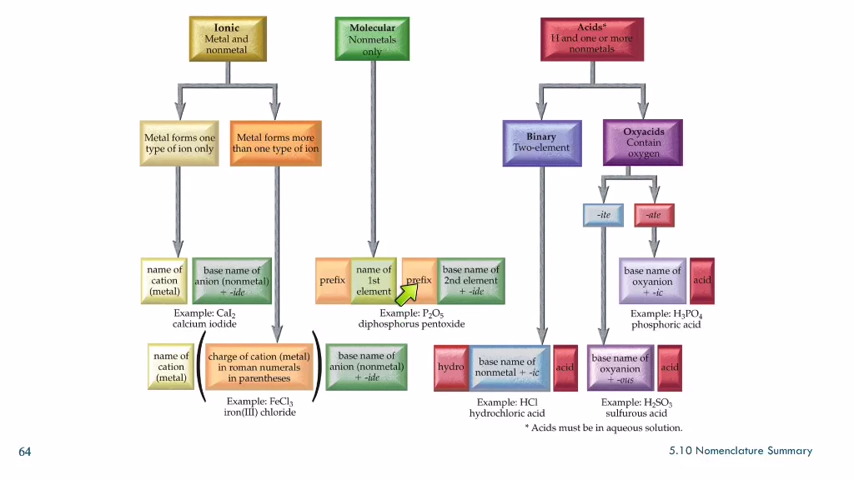 Ionic
Metal and
nonmetal
Molecular
Nonmetals
only
Acids*
H and one or more
nonmetals
Metal forms one
type of ion only
Metal forms more
than one type of ion
Binary
Two-element
Oxyacids
Contain
oxygen
-ite
-ate
name of
cation
(metal)
base name of
anion (nonmetal)
+ -ide
Example: CaI₂
calcium iodide
prefix
name of
1st
element
prefix
base name of
2nd element
+ -ide
Example: P₂O₅
diphosphorus pentoxide
base name of
oxyanion
+ -ic
acid
Example: H₃PO₄
phosphoric acid
name of
cation
(metal)
(charge of cation (metal)
in roman numerals
in parentheses)
base name of
anion (nonmetal)
+ -ide
Example: FeCl₃
iron(III) chloride
hydro
base name of
nonmetal + -ic
acid
Example: HCl
hydrochloric acid
base name of
oxyanion
+ -ous
acid
Example: H₂SO₃
sulfurous acid
* Acids must be in aqueous solution.
64
5.10 Nomenclature Summary